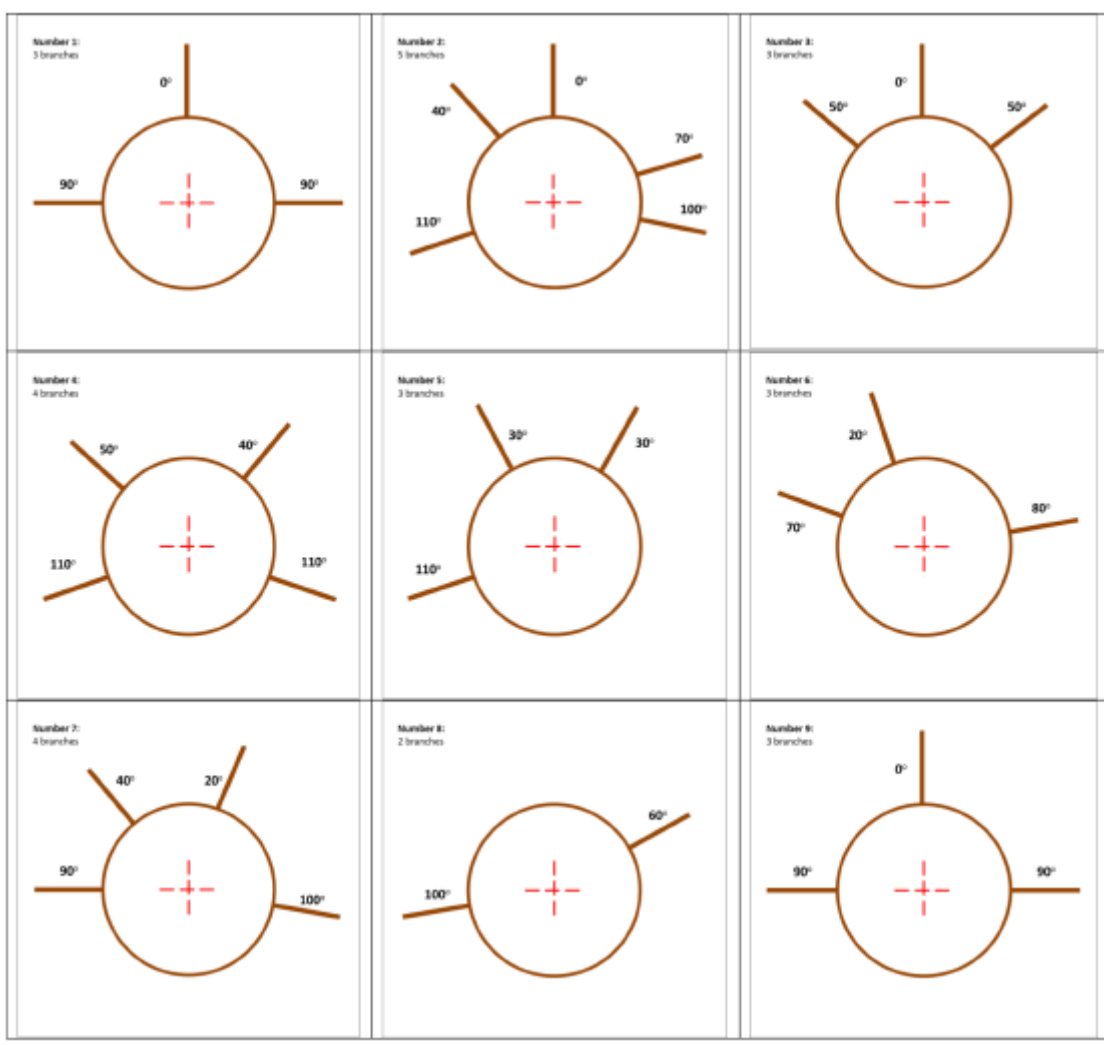 Number 1:
3 branches
0°
90°
90°
Number 2:
5 branches
0°
40°
70°
100°
110°
Number 3:
3 branches
0°
50°
50°
Number 4:
4 branches
50°
40°
110°
110°
Number 5:
3 branches
30°
30°
110°
Number 6:
3 branches
20°
80°
70°
Number 7:
4 branches
40°
20°
90°
100°
Number 8:
2 branches
60°
100°
Number 9:
3 branches
0°
90°
90°